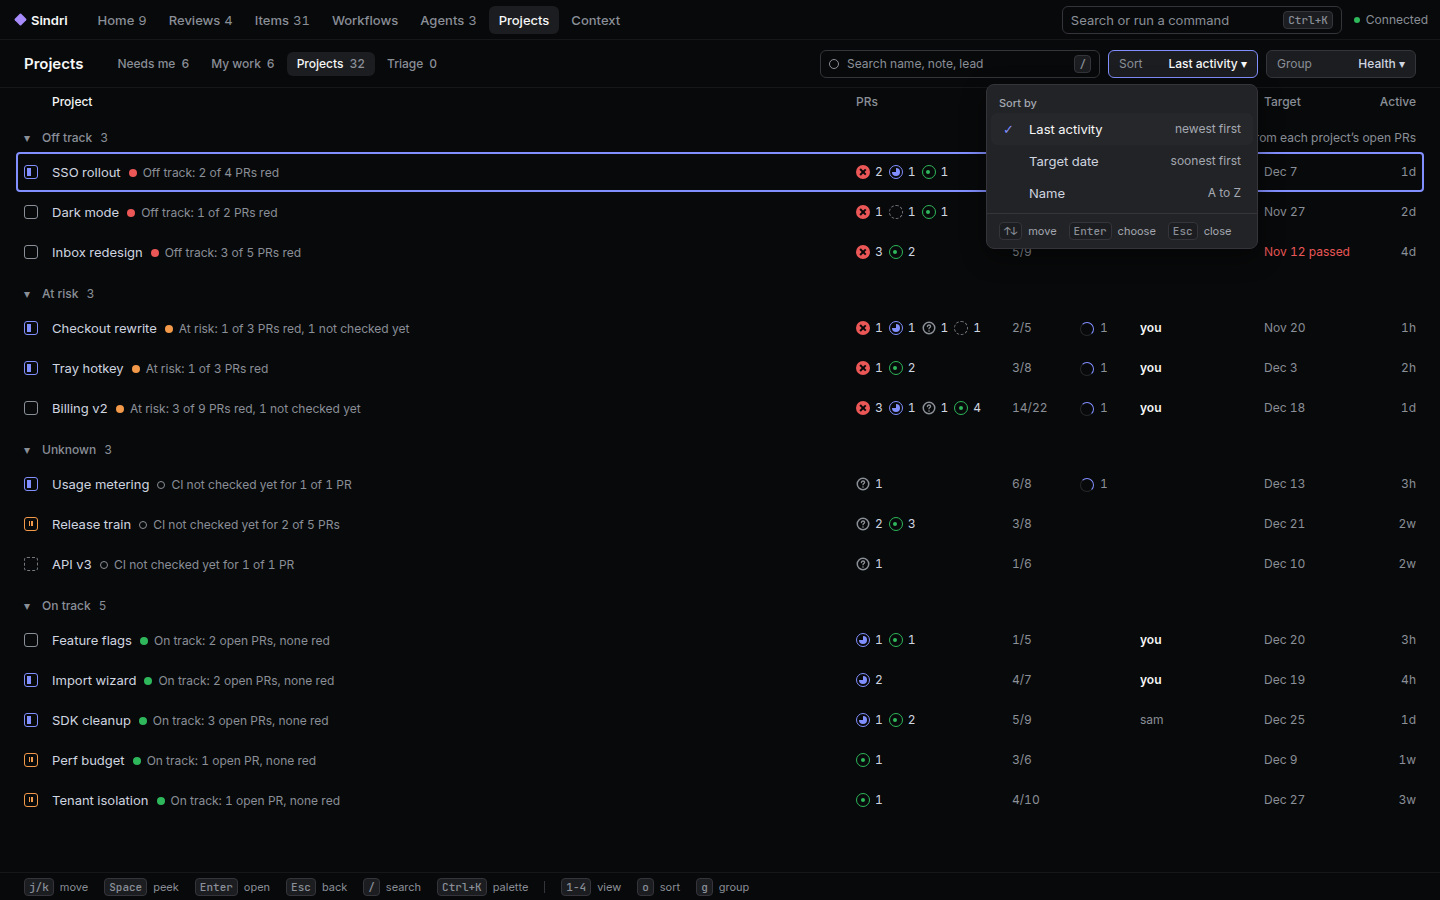 Sindri Home 9 Reviews 4 Items 31 Workflows Agents 3 Projects Context Search or run a command Ctrl+K Connected
Projects Needs me 6 My work 6 Projects 32 Triage 0 Search name, note, lead / Sort Last activity ▾ Group Health ▾
Project PRs Target Active
Sort by
✓ Last activity newest first
Target date soonest first
Name A to Z
↑↓ move Enter choose Esc close
▾ Off track 3 from each project's open PRs
SSO rollout Off track: 2 of 4 PRs red 2 1 1 Dec 7 1d
Dark mode Off track: 1 of 2 PRs red 1 1 1 Nov 27 2d
Inbox redesign Off track: 3 of 5 PRs red 3 2 5/9 Nov 12 passed 4d
▾ At risk 3
Checkout rewrite At risk: 1 of 3 PRs red, 1 not checked yet 1 1 1 1 2/5 1 you Nov 20 1h
Tray hotkey At risk: 1 of 3 PRs red 1 2 3/8 1 you Dec 3 2h
Billing v2 At risk: 3 of 9 PRs red, 1 not checked yet 3 1 1 4 14/22 1 you Dec 18 1d
▾ Unknown 3
Usage metering CI not checked yet for 1 of 1 PR 1 6/8 1 Dec 13 3h
Release train CI not checked yet for 2 of 5 PRs 2 3 3/8 Dec 21 2w
API v3 CI not checked yet for 1 of 1 PR 1 1/6 Dec 10 2w
▾ On track 5
Feature flags On track: 2 open PRs, none red 1 1 1/5 you Dec 20 3h
Import wizard On track: 2 open PRs, none red 2 4/7 you Dec 19 4h
SDK cleanup On track: 3 open PRs, none red 1 2 5/9 sam Dec 25 1d
Perf budget On track: 1 open PR, none red 1 3/6 Dec 9 1w
Tenant isolation On track: 1 open PR, none red 1 4/10 Dec 27 3w
j/k move Space peek Enter open Esc back / search Ctrl+K palette 1-4 view o sort g group